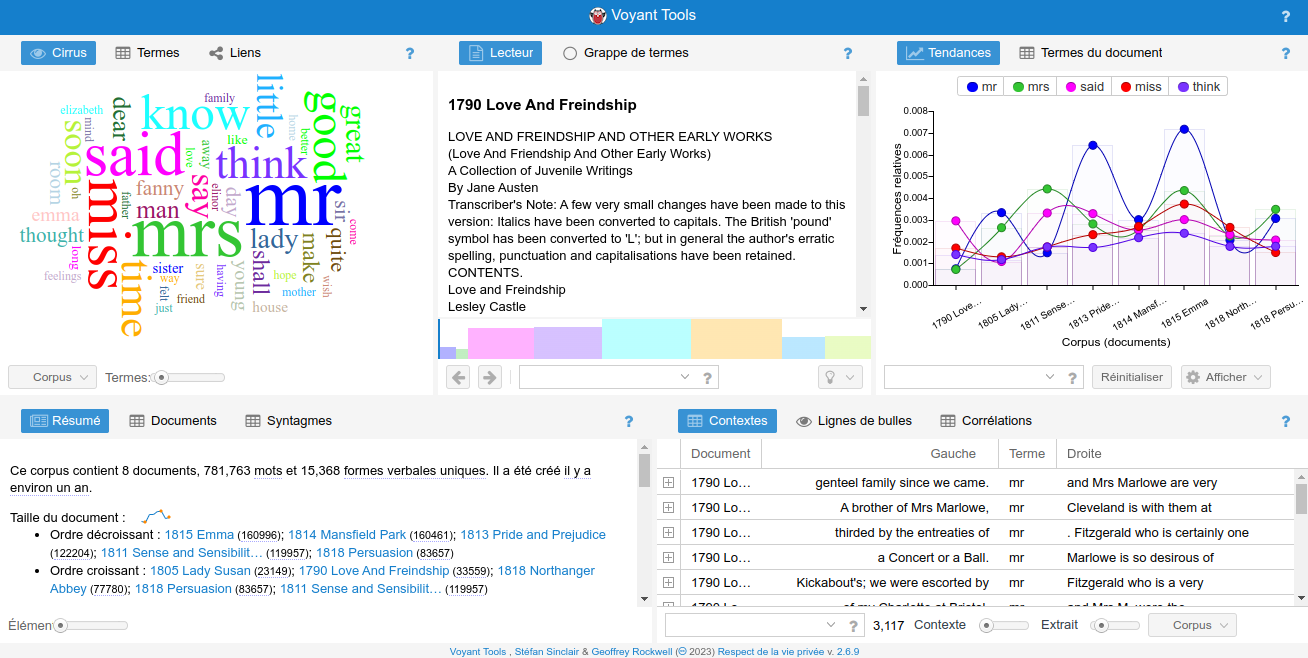 Voyant Tools
?
Cirrus Termes Liens ?
Lecteur Grappe de termes ?
Tendances Termes du document ?
family
elizabeth
dear
know
little
home
good
great
mind
soon
said
like
better
love
away
think
room
oh
miss
fanny
father
man
say
elinor
day
mr
sir
come
emma
thought
mrs
lady
make
quite
long
feelings
time
sister
way
sure
having
young
shall
hope
mother
wish
felt
friend
just
house
Corpus Termes:
1790 Love And Freindship
LOVE AND FREINDSHIP AND OTHER EARLY WORKS
(Love And Friendship And Other Early Works)
A Collection of Juvenile Writings
By Jane Austen
Transcriber's Note: A few very small changes have been made to this
version: Italics have been converted to capitals. The British 'pound'
symbol has been converted to 'L'; but in general the author's erratic
spelling, punctuation and capitalisations have been retained.
CONTENTS.
Love and Freindship
Lesley Castle
?
mr mrs said miss think
0.008
0.007
0.006
0.005
0.004
0.003
0.002
0.001
0.000
Fréquences relatives
1790 Love… 1805 Lady… 1811 Sense… 1813 Pride… 1814 Mansf… 1815 Emma 1818 North… 1818 Persu…
Corpus (documents)
? Réinitialiser Afficher
Résumé Documents Syntagmes ?
Ce corpus contient 8 documents, 781,763 mots et 15,368 formes verbales uniques. Il a été créé il y a
environ un an.
Taille du document :
• Ordre décroissant : 1815 Emma (160996); 1814 Mansfield Park (160461); 1813 Pride and Prejudice
(122204); 1811 Sense and Sensibilit… (119957); 1818 Persuasion (83657)
• Ordre croissant : 1805 Lady Susan (23149); 1790 Love And Freindship (33559); 1818 Northanger
Abbey (77780); 1818 Persuasion (83657); 1811 Sense and Sensibilit… (119957)
Élémen
Contextes Lignes de bulles Corrélations ?
Document Gauche Terme Droite
1790 Lo… genteel family since we came. mr and Mrs Marlowe are very
1790 Lo… A brother of Mrs Marlowe, mr Cleveland is with them at
1790 Lo… thirded by the entreaties of mr . Fitzgerald who is certainly one
1790 Lo… a Concert or a Ball. mr Marlowe is so desirous of
1790 Lo… Kickabout's; we were escorted by mr Fitzgerald who is a very
? 3,117 Contexte Extrait Corpus
Voyant Tools , Stéfan Sinclair & Geoffrey Rockwell (🄯 2023) Respect de la vie privée v. 2.6.9